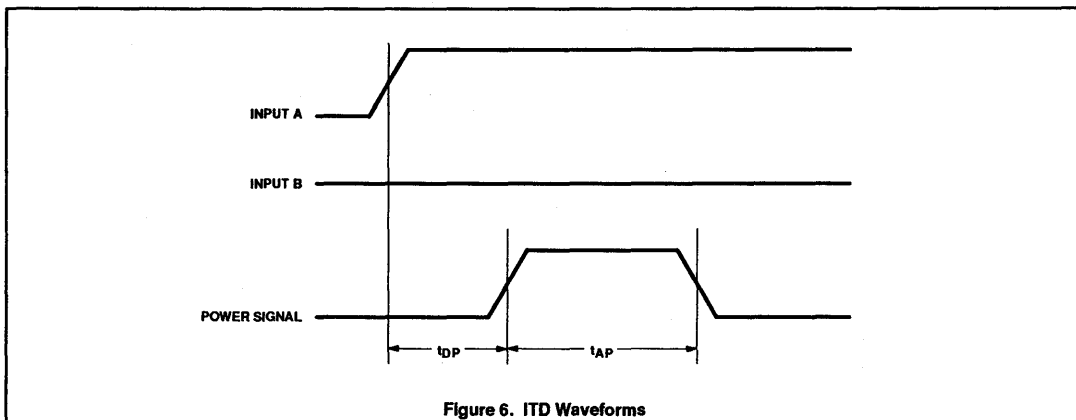 INPUT A
INPUT B
POWER SIGNAL
tDP
tAP
Figure 6. ITD Waveforms